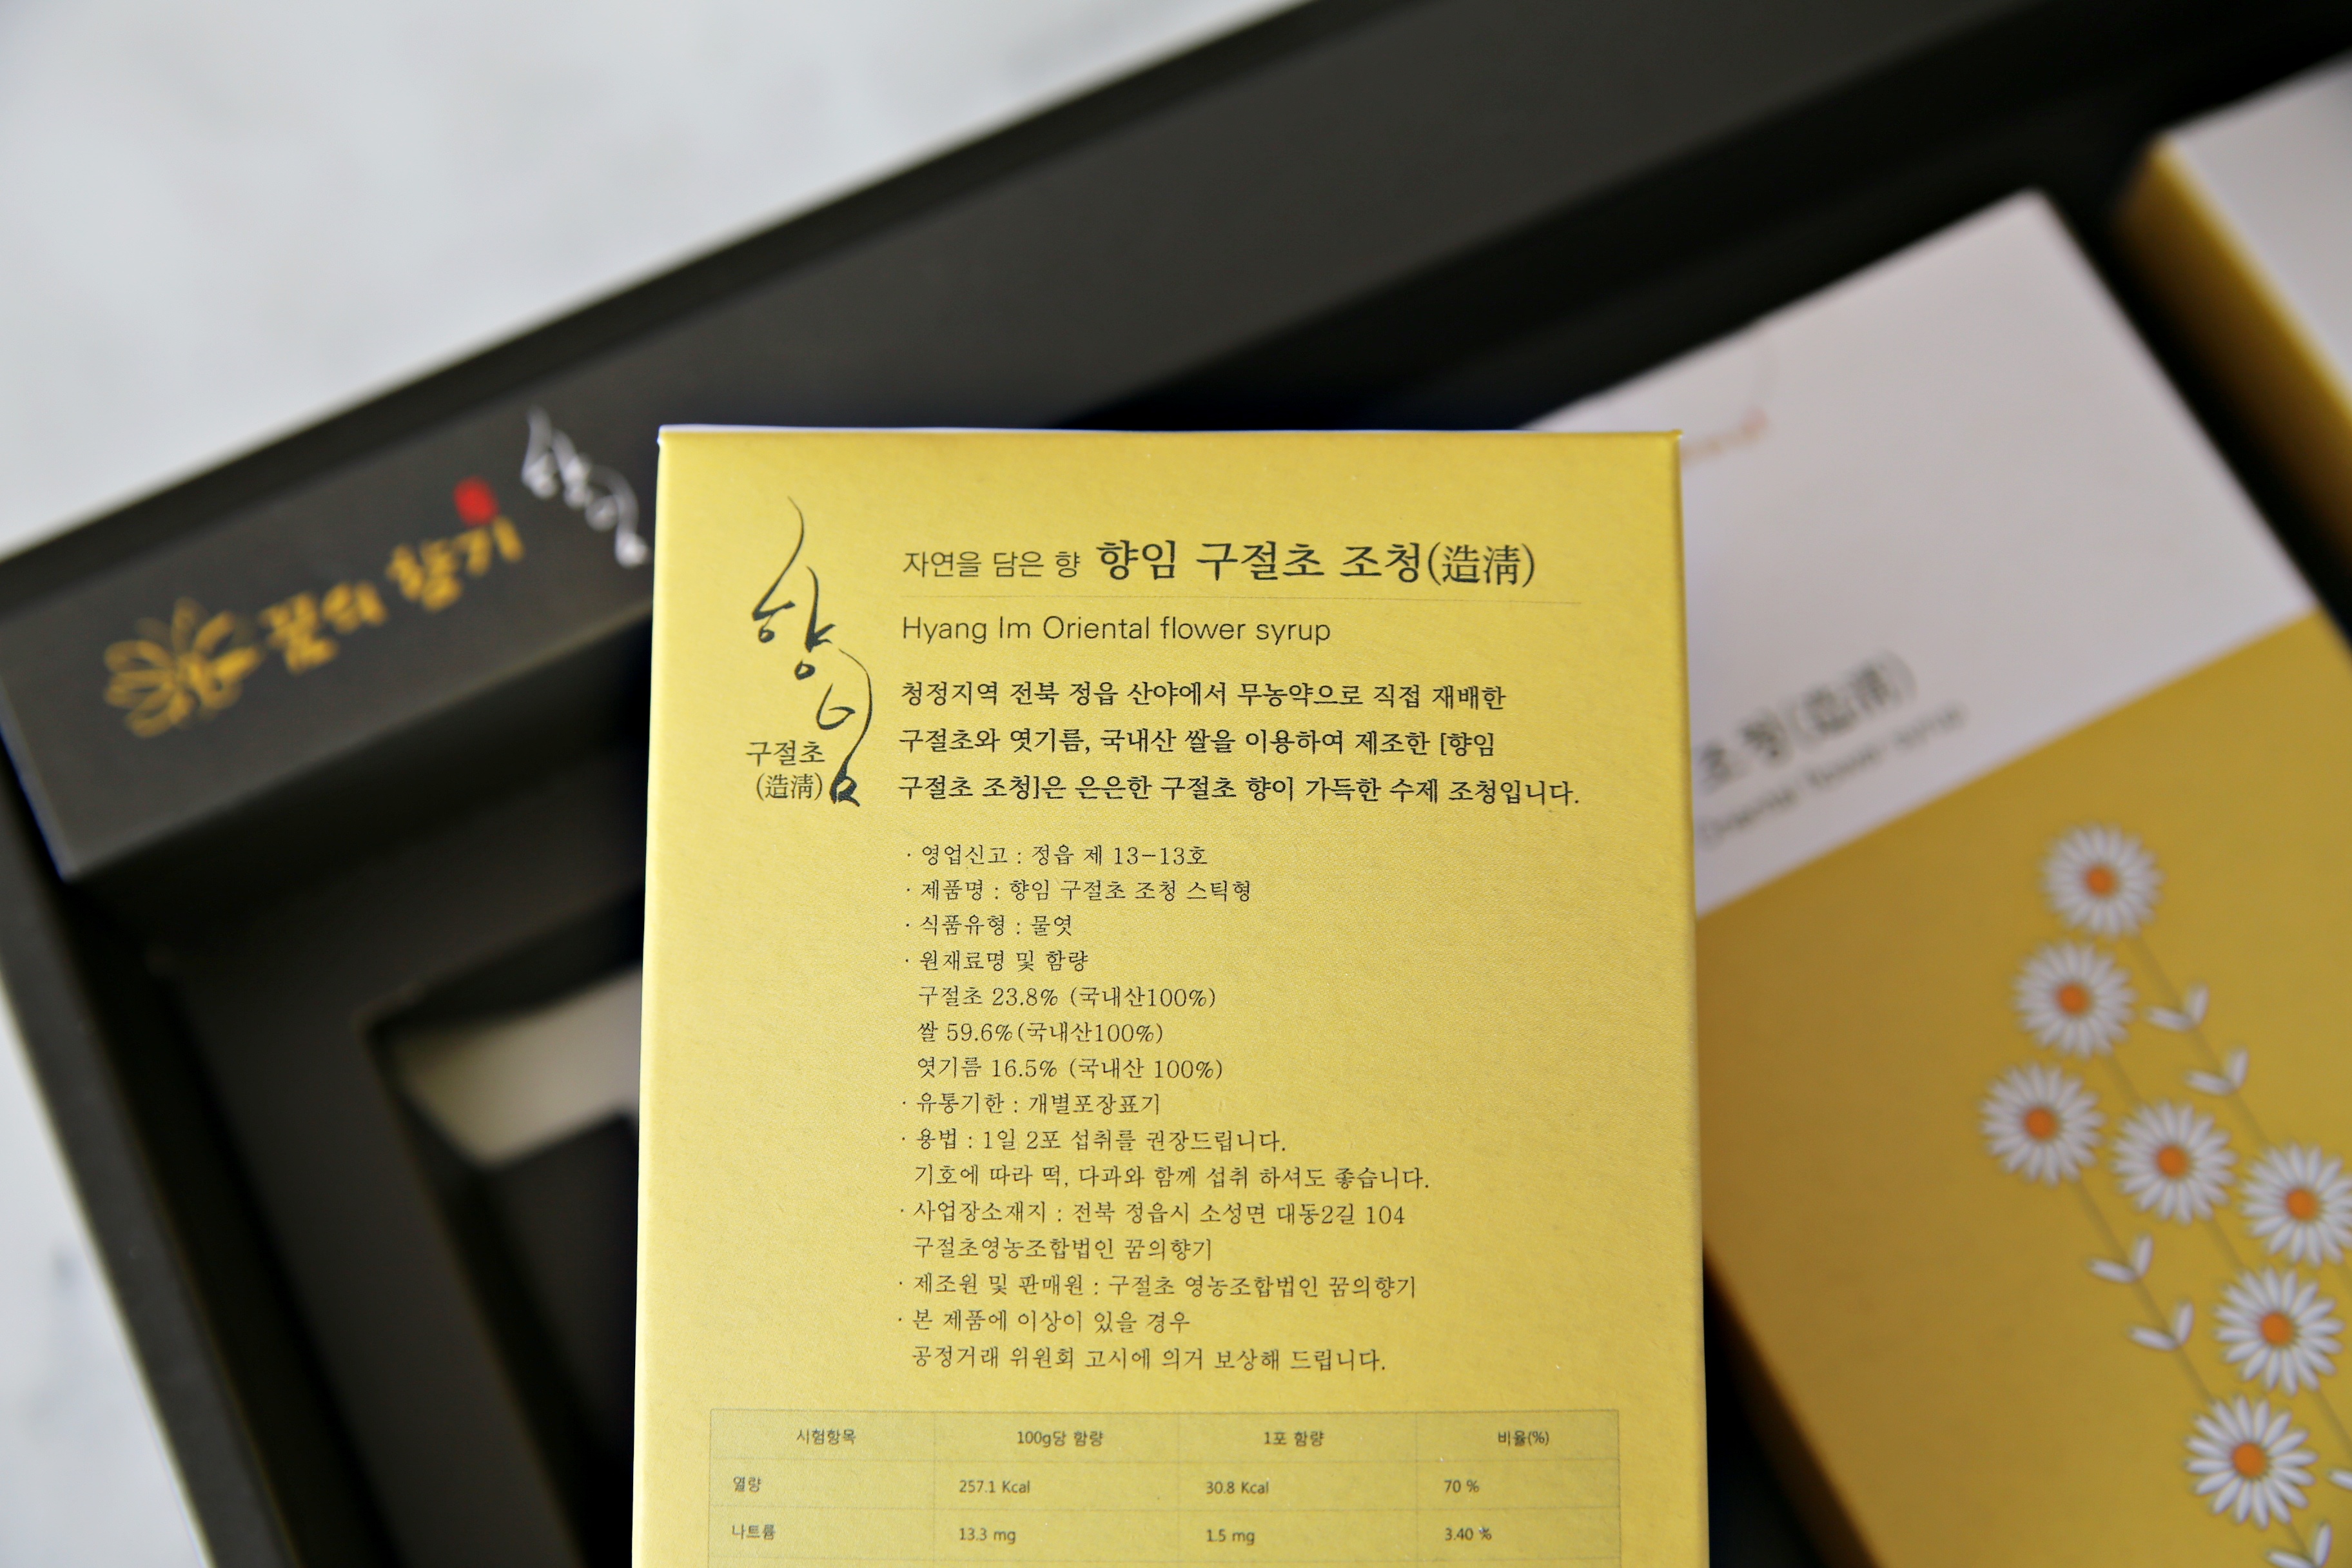 꿈의 향기
향임
향임
구절초
(造淸)
자연을 담은 향 향임 구절초 조청(造淸)
Hyang Im Oriental flower syrup
청정지역 전북 정읍 산야에서 무농약으로 직접 재배한
구절초와 엿기름, 국내산 쌀을 이용하여 제조한 [향임
구절초 조청]은 은은한 구절초 향이 가득한 수제 조청입니다.
· 영업신고 : 정읍 제 13-13호
· 제품명 : 향임 구절초 조청 스틱형
· 식품유형 : 물엿
· 원재료명 및 함량
구절초 23.8% (국내산100%)
쌀 59.6%(국내산100%)
엿기름 16.5% (국내산 100%)
· 유통기한 : 개별포장표기
· 용법 : 1일 2포 섭취를 권장드립니다.
기호에 따라 떡, 다과와 함께 섭취 하셔도 좋습니다.
· 사업장소재지 : 전북 정읍시 소성면 대동2길 104
구절초영농조합법인 꿈의향기
· 제조원 및 판매원 : 구절초 영농조합법인 꿈의향기
· 본 제품에 이상이 있을 경우
공정거래 위원회 고시에 의거 보상해 드립니다.
시험항목 100g당 함량 1포 함량 비율(%)
열량 257.1 Kcal 30.8 Kcal 70 %
나트륨 13.3 mg 1.5 mg 3.40 %
초 청(造淸)
Oriental flower syrup